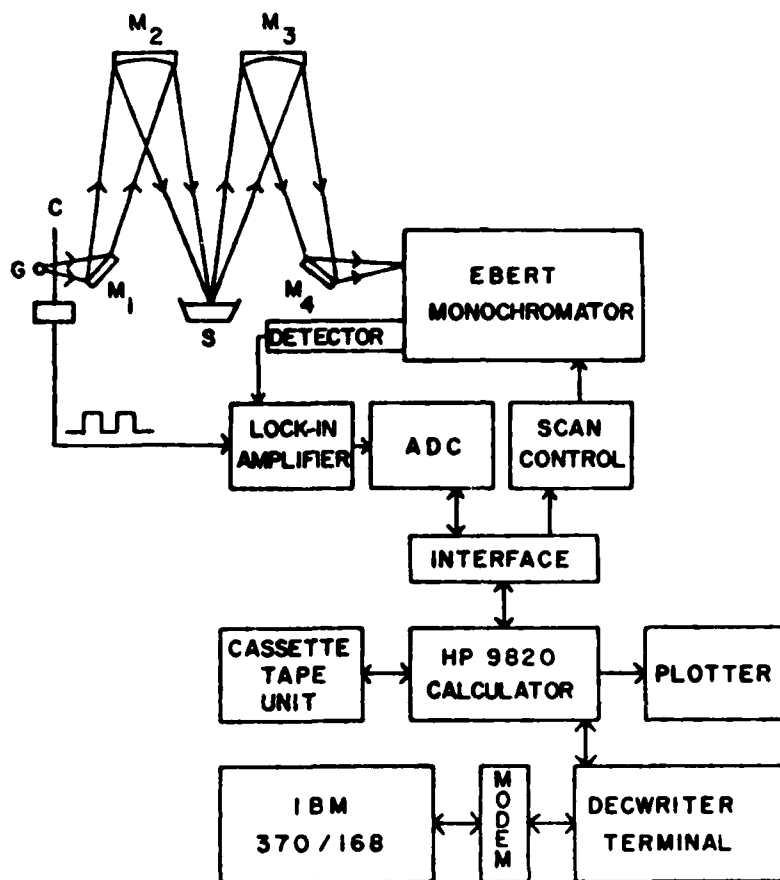 M2
M3
C
G
M1
S
M4
EBERT
MONOCHROMATOR
DETECTOR
LOCK-IN
AMPLIFIER
ADC
SCAN
CONTROL
INTERFACE
CASSETTE
TAPE
UNIT
HP 9820
CALCULATOR
PLOTTER
IBM
370/168
MODEM
DECWRITER
TERMINAL